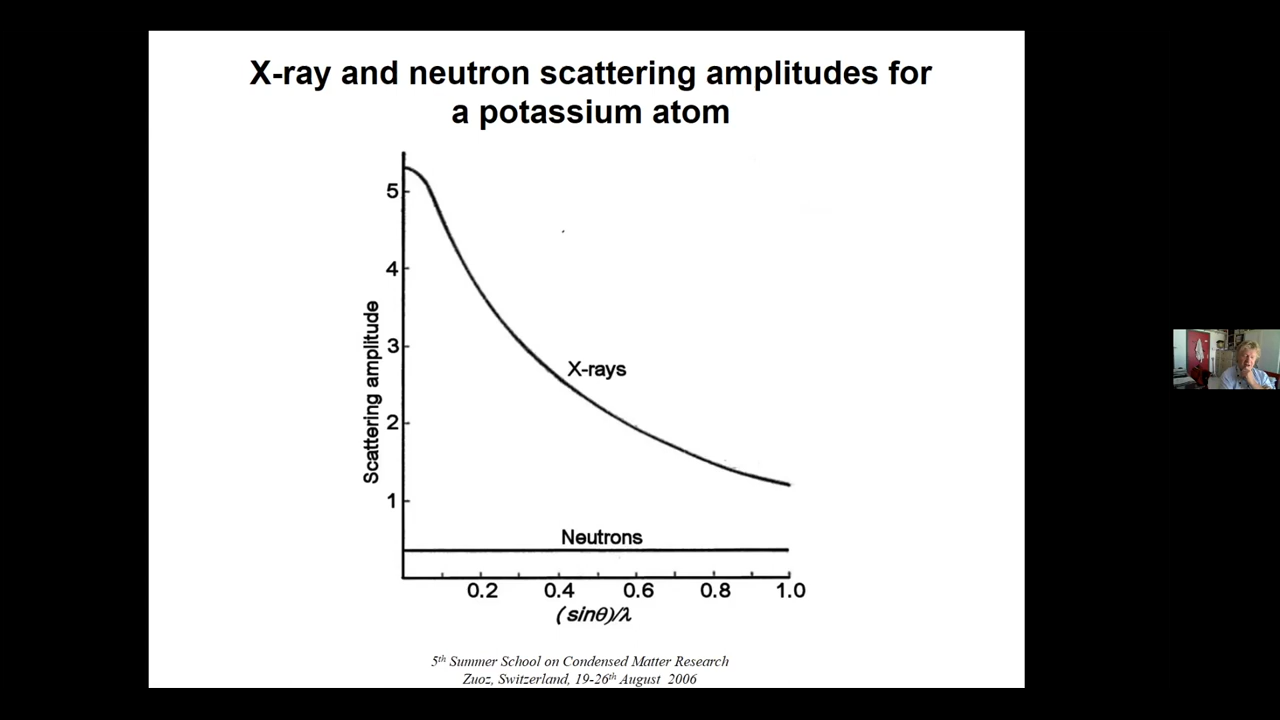 X-ray and neutron scattering amplitudes for
a potassium atom
5
4
3
2
1
Scattering amplitude
X-rays
Neutrons
0.2 0.4 0.6 0.8 1.0
(sinθ)/λ
5th Summer School on Condensed Matter Research
Zuoz, Switzerland, 19-26th August 2006